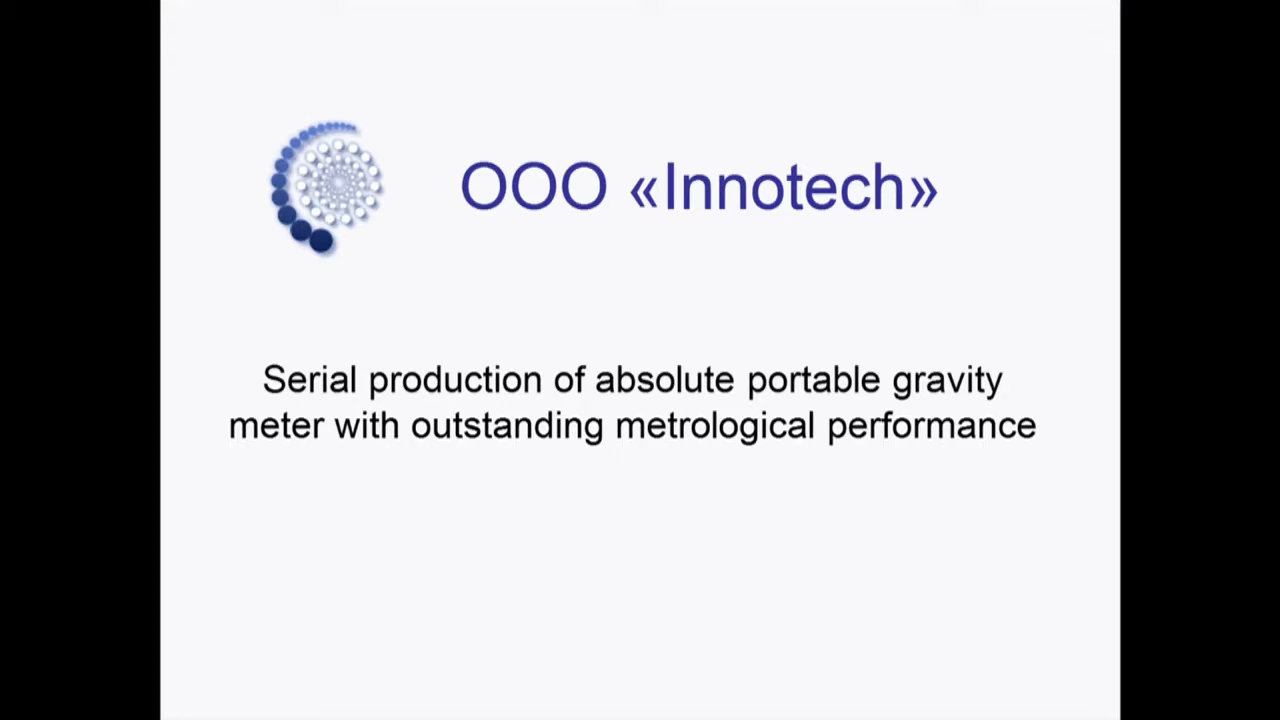 OOO «Innotech»
Serial production of absolute portable gravity
meter with outstanding metrological performance